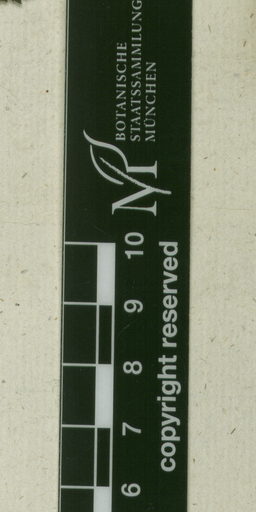 BOTANISCHE
STAATSSAMMLUNG
MÜNCHEN
M
10
9
8
7
6
copyright reserved